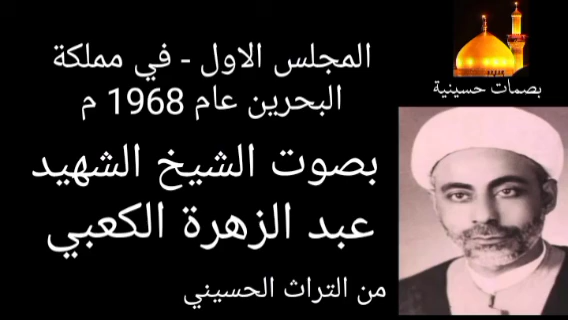 المجلس الاول - في مملكة
البحرين عام 1968 م
بصوت الشيخ الشهيد
عبد الزهرة الكعبي
من التراث الحسيني
بصمات حسينية